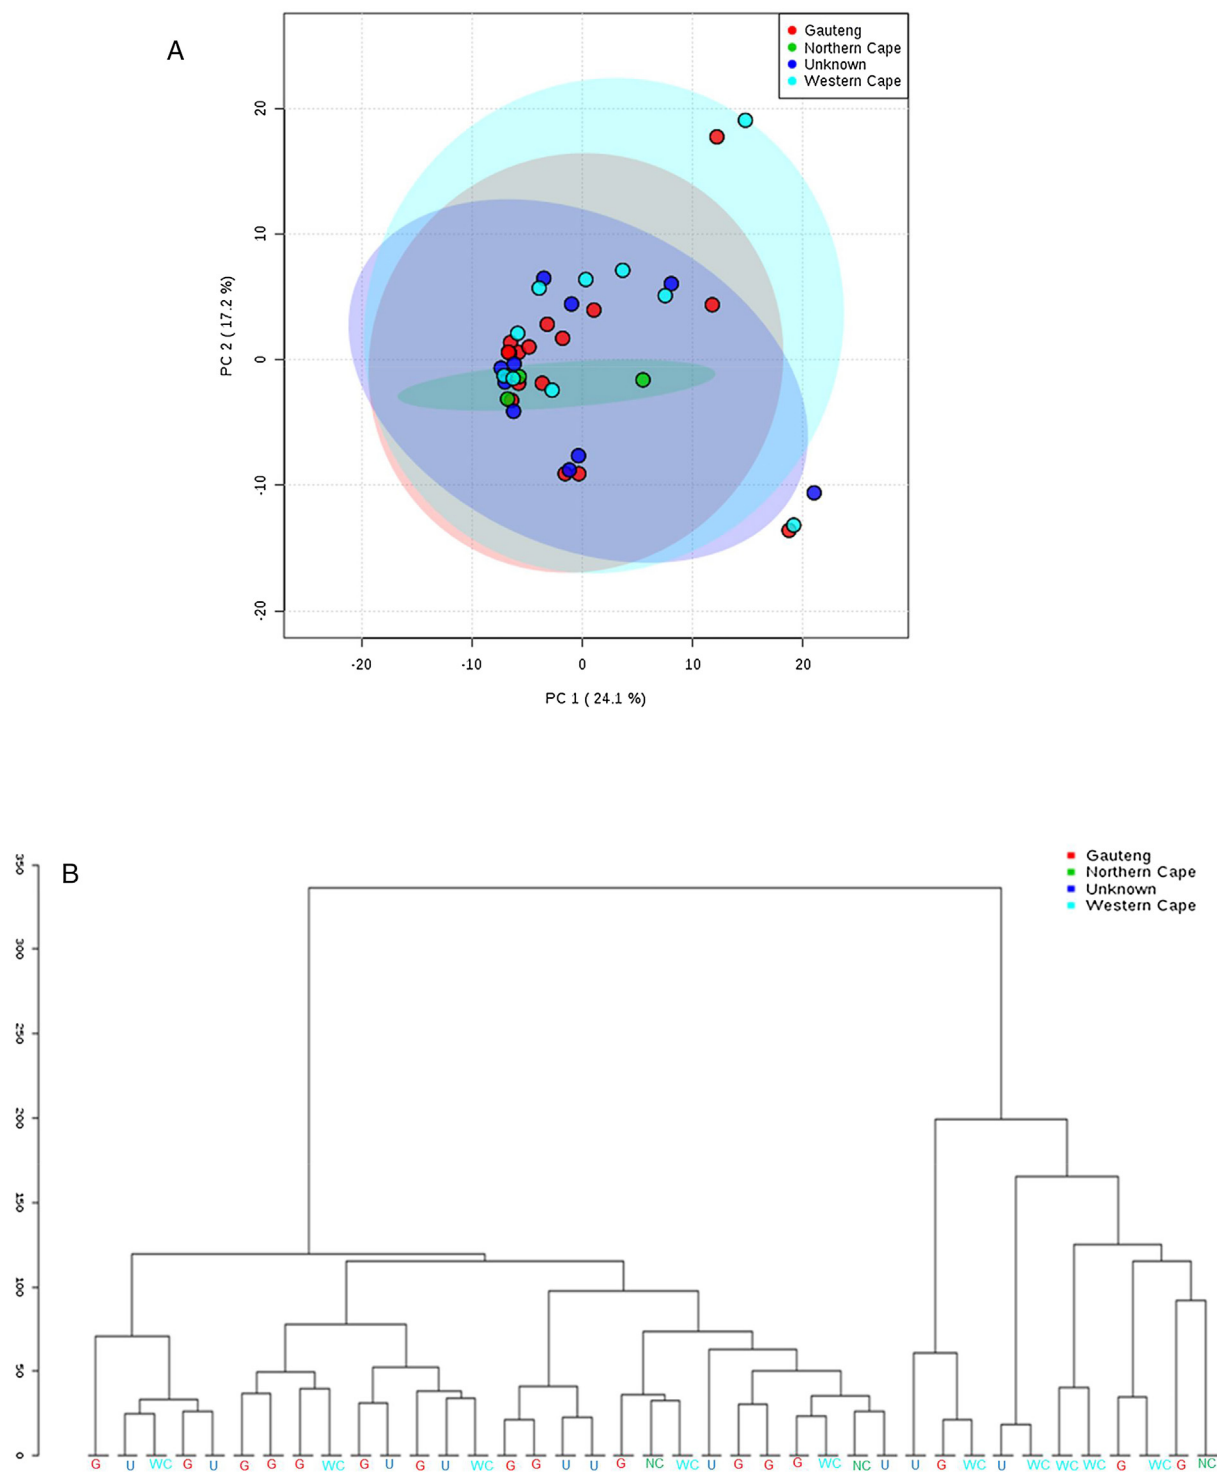 A
Gauteng
Northern Cape
Unknown
Western Cape
20
10
0
-10
-20
PC 2 ( 17.2 %)
-20 -10 0 10 20
PC 1 ( 24.1 %)
B
Gauteng
Northern Cape
Unknown
Western Cape
350
300
250
200
150
100
50
0
G U WC G U G G G WC G U G U WC G G U U G NC WC U G G G WC NC U U G WC U WC WC WC G WC G NC